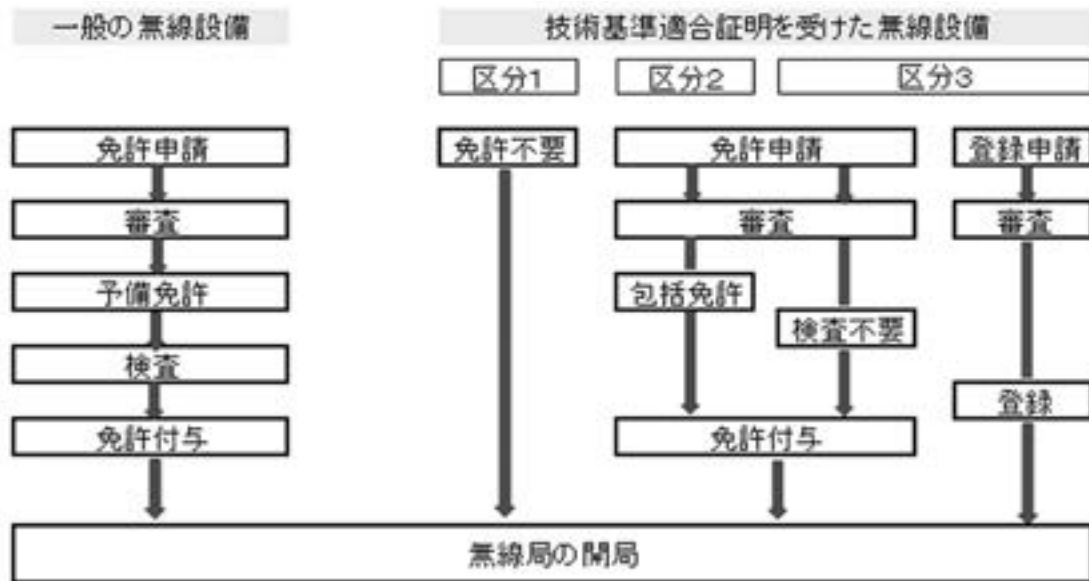 一般の無線設備
技術基準適合証明を受けた無線設備
区分1
区分2
区分3
免許申請
免許不要
免許申請
登録申請
審査
審査
審査
予備免許
包括免許
検査不要
検査
登録
免許付与
免許付与
無線局の開局